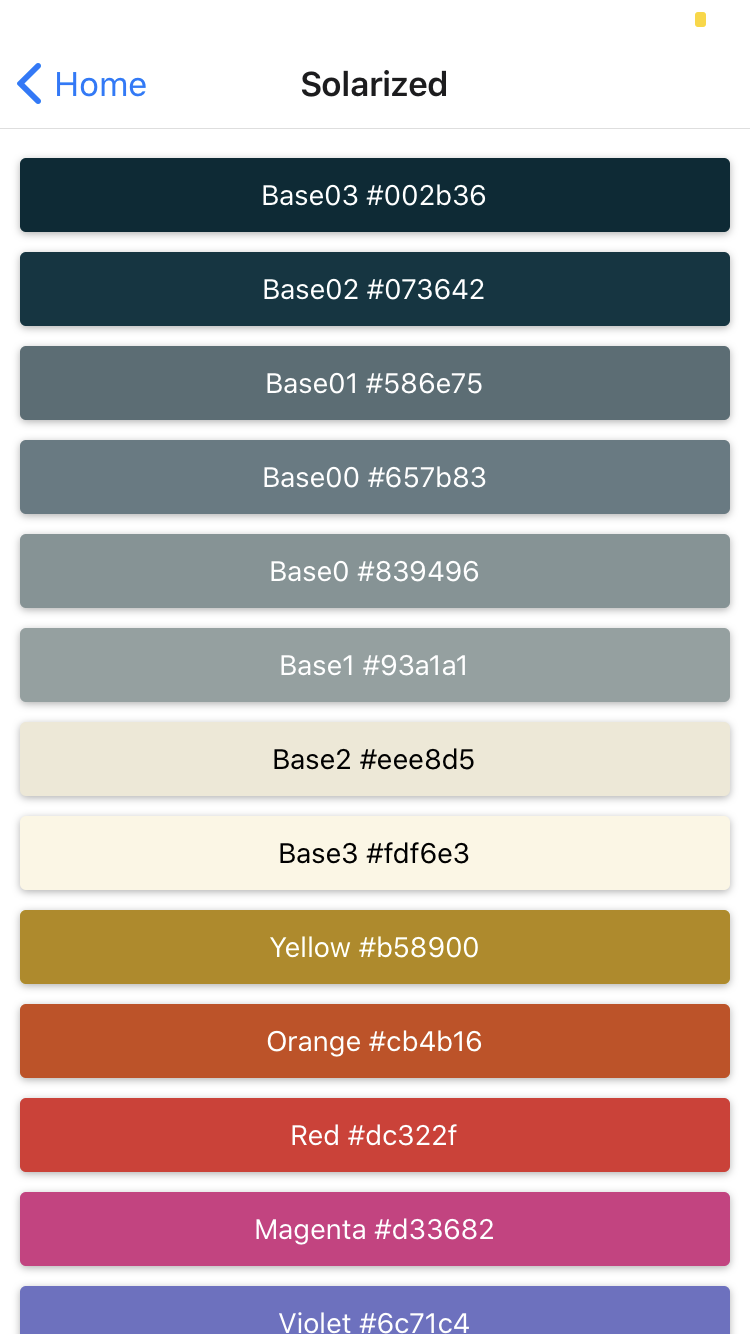 Home
Solarized
Base03 #002b36
Base02 #073642
Base01 #586e75
Base00 #657b83
Base0 #839496
Base1 #93a1a1
Base2 #eee8d5
Base3 #fdf6e3
Yellow #b58900
Orange #cb4b16
Red #dc322f
Magenta #d33682
Violet #6c71c4